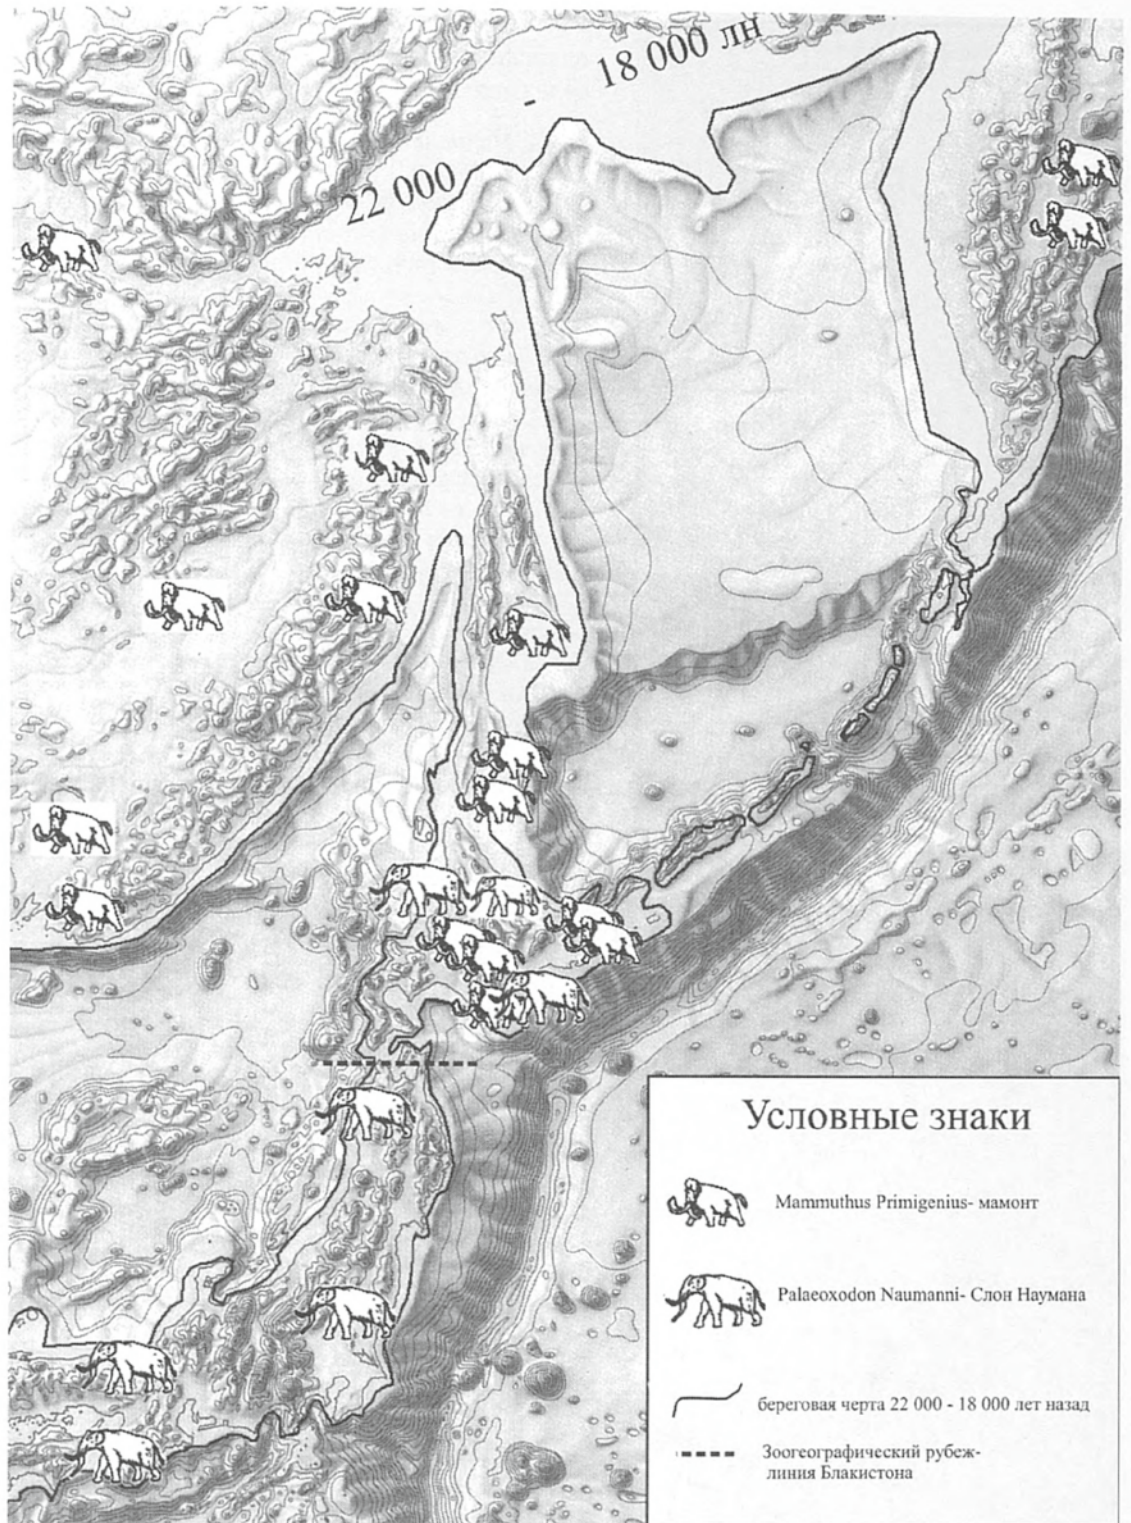 22 000 - 18 000 лн
Условные знаки
Mammuthus Primigenius- мамонт
Palaeoxodon Naumanni- Слон Наумана
береговая черта 22 000 - 18 000 лет назад
Зоогеографический рубеж-
линия Блакистона